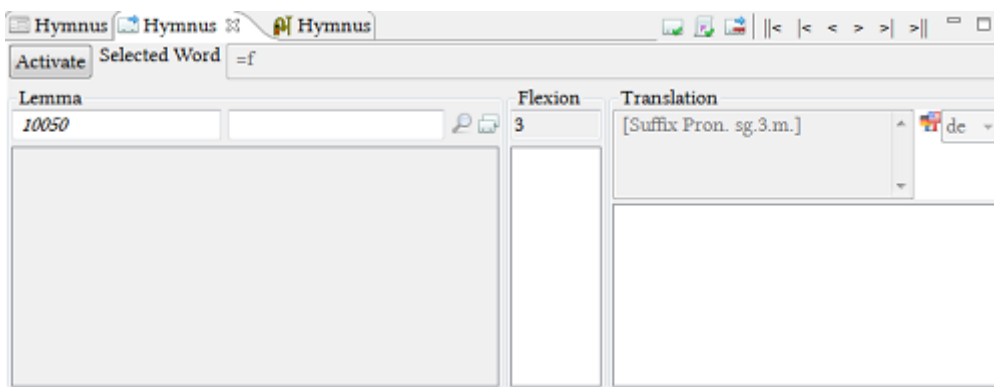 Hymnus Hymnus Hymnus ||< |< < > >| >||
Activate Selected Word =f
Lemma Flexion Translation
10050 3 [Suffix Pron. sg.3.m.] de